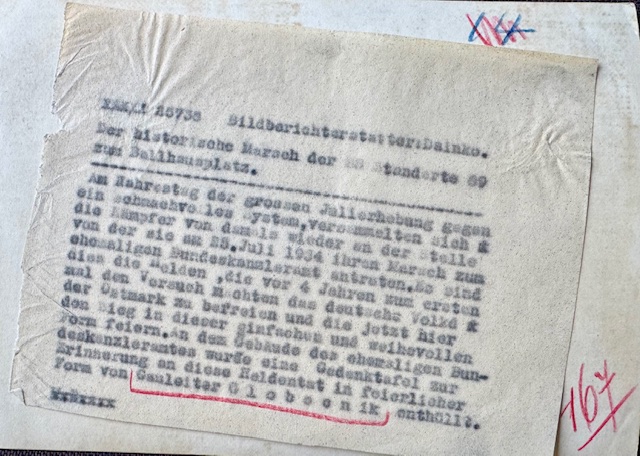 Bildberichterstatter:Dainko.
Der historische Marsch der SS Standarte 89
zum Ballhausplatz.
Am Hahrestag der grossen Julierhebung gegen
ein schmachvolles System,versammelten sich &
die Kämpfer von damals wieder an der Stelle
von der sie am 25.Juli 1934 ihren Marsch zum
ehemaligen Bundeskanzleramt antraten.Es sind
dies die Helden ,die vor 4 Jahren zum ersten
mal den Versuch machten das deutsche Volkd &
der Ostmark zu befreien und die jetzt hier
den Sieg in dieser einfachen und weihevollen
Form feiern.An dem Gebäude des ehemaligen Bun-
deskanzleramtes wurde eine Gedenktafel zur
Erinnerung an diese Heldentat in feierlicher
Form von Gauleiter G l o b o c n i k enthüllt.
167